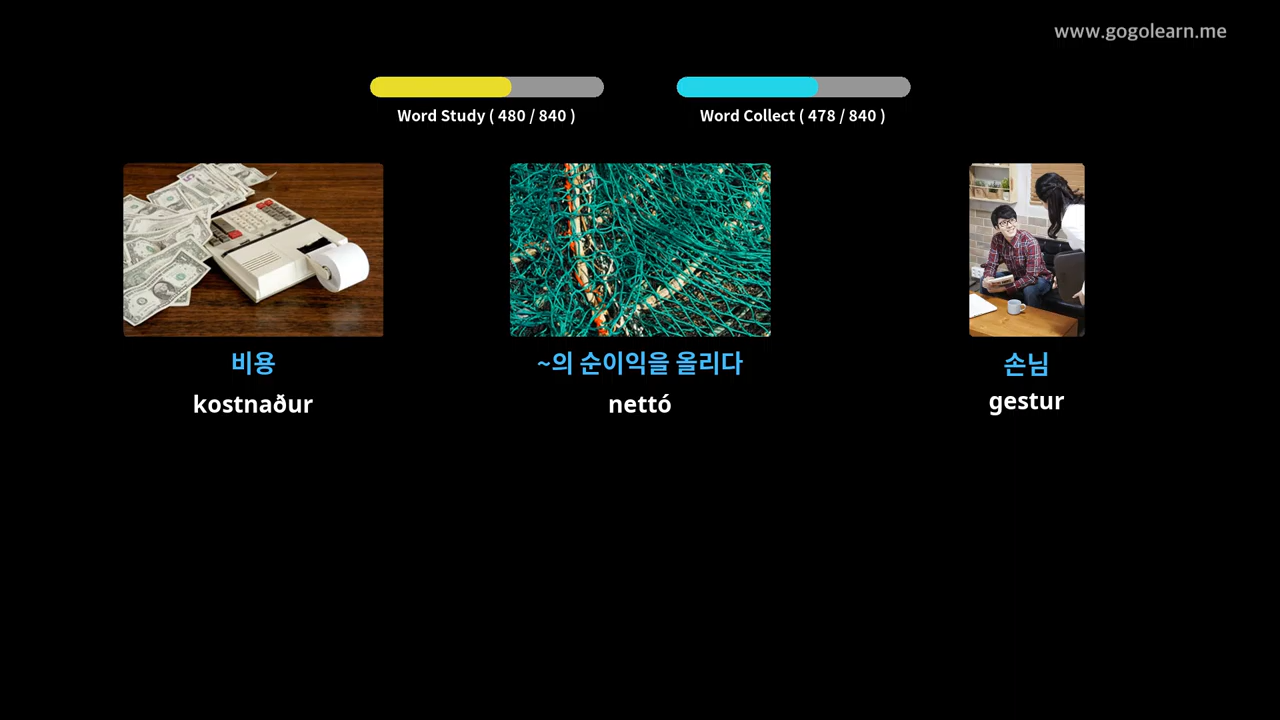 www.gogolearn.me
Word Study ( 480 / 840 )
Word Collect ( 478 / 840 )
비용
~의 순이익을 올리다
손님
kostnaður
nettó
gestur